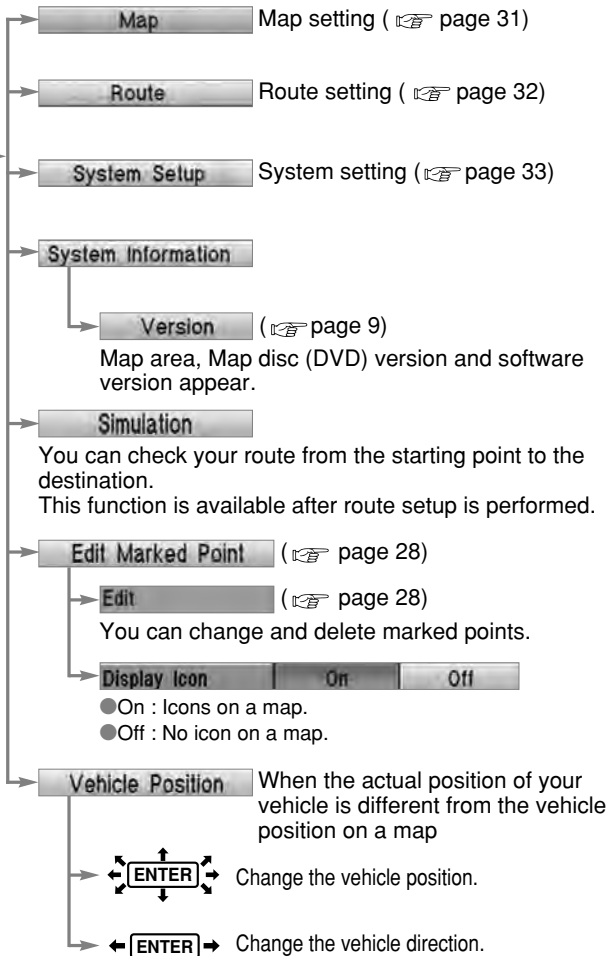 Map Map setting ( ☞ page 31)
Route Route setting ( ☞ page 32)
System Setup System setting (☞ page 33)
System Information
Version (☞ page 9)
Map area, Map disc (DVD) version and software
version appear.
Simulation
You can check your route from the starting point to the
destination.
This function is available after route setup is performed.
Edit Marked Point (☞ page 28)
Edit (☞ page 28)
You can change and delete marked points.
Display Icon On Off
●On : Icons on a map.
●Off : No icon on a map.
Vehicle Position When the actual position of your
vehicle is different from the vehicle
position on a map
ENTER Change the vehicle position.
ENTER Change the vehicle direction.